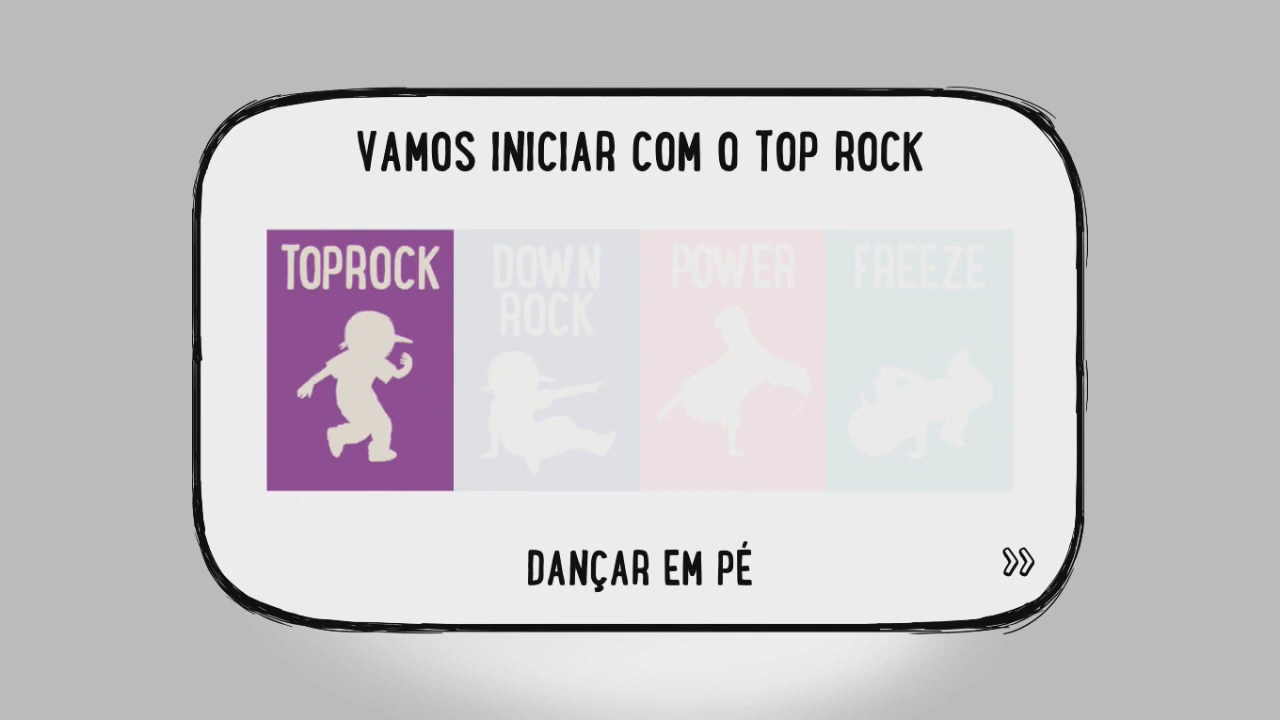 VAMOS INICIAR COM O TOP ROCK
TOPROCK
DOWN
ROCK
POWER
FREEZE
DANÇAR EM PÉ